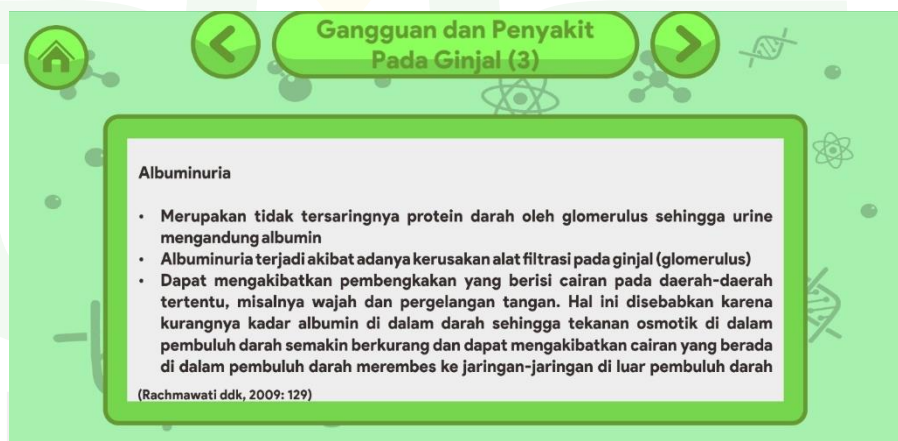 Gangguan dan Penyakit
Pada Ginjal (3)
Albuminuria
• Merupakan tidak tersaringnya protein darah oleh glomerulus sehingga urine
mengandung albumin
• Albuminuria terjadi akibat adanya kerusakan alat filtrasi pada ginjal (glomerulus)
• Dapat mengakibatkan pembengkakan yang berisi cairan pada daerah-daerah
tertentu, misalnya wajah dan pergelangan tangan. Hal ini disebabkan karena
kurangnya kadar albumin di dalam darah sehingga tekanan osmotik di dalam
pembuluh darah semakin berkurang dan dapat mengakibatkan cairan yang berada
di dalam pembuluh darah merembes ke jaringan-jaringan di luar pembuluh darah
(Rachmawati ddk, 2009: 129)